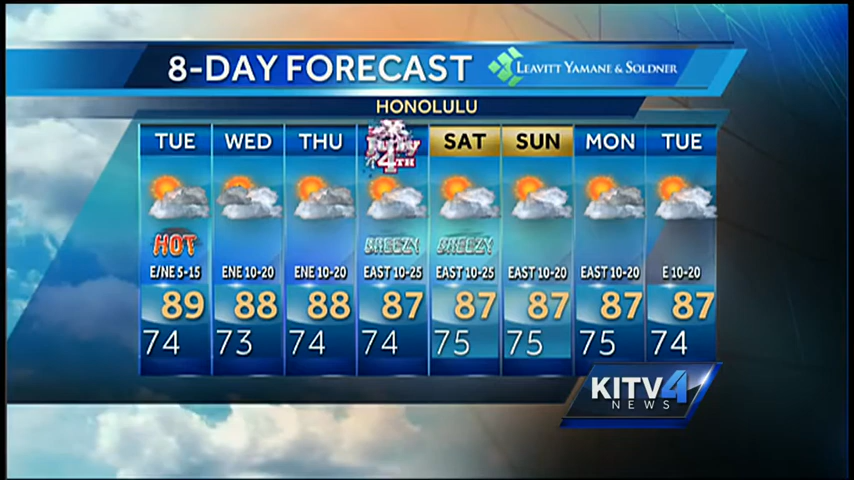 8-DAY FORECAST LEAVITT YAMANE & SOLDNER
HONOLULU
TUE WED THU July 4TH SAT SUN MON TUE
HOT BREEZY BREEZY
E/NE 5-15 ENE 10-20 ENE 10-20 EAST 10-25 EAST 10-25 EAST 10-20 EAST 10-20 E 10-20
89 88 88 87 87 87 87 87
74 73 74 74 75 75 75 74
KITV4
NEWS